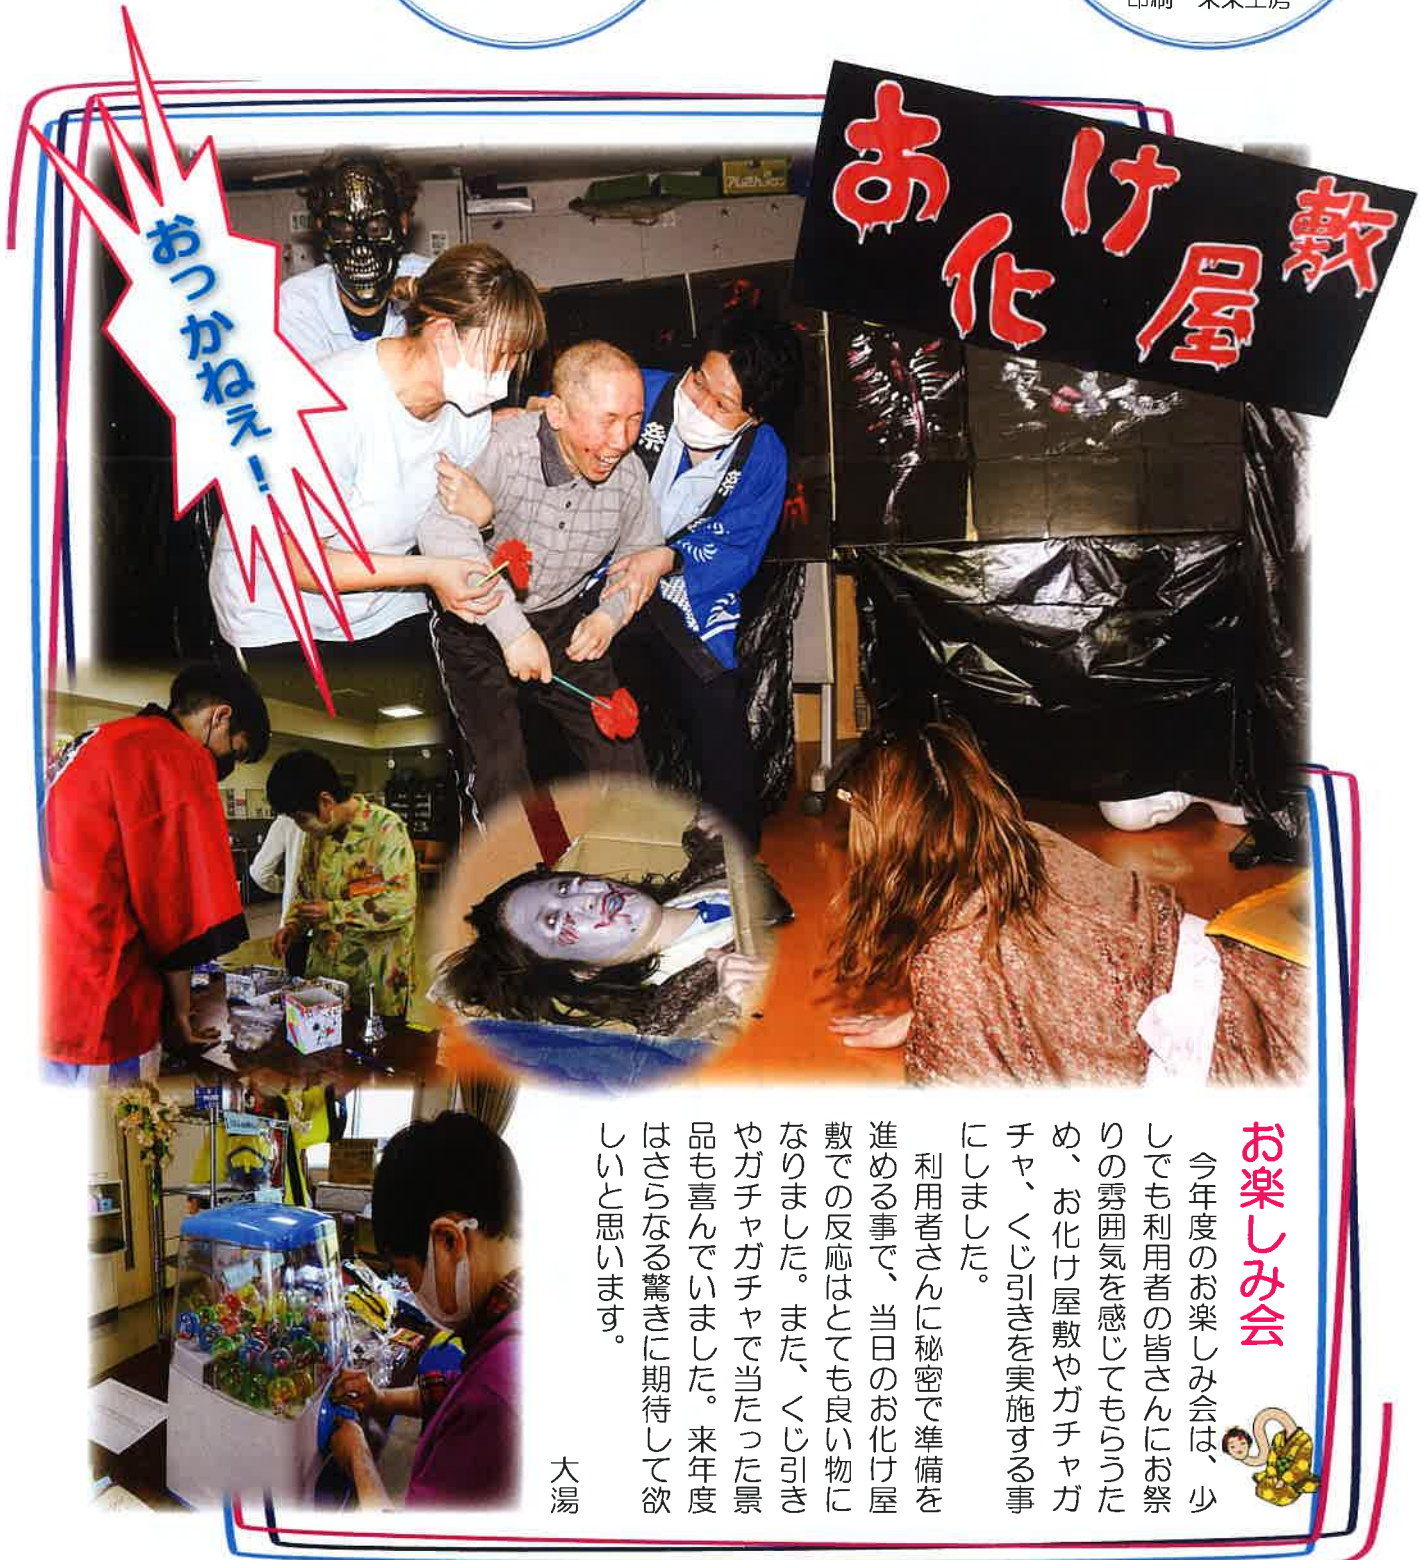 印刷　未来工房
おっかねぇ！
お化け屋敷
祭
祭
お楽しみ会
今年度のお楽しみ会は、少
しでも利用者の皆さんにお祭
りの雰囲気を感じてもらうた
め、お化け屋敷やガチャガ
チャ、くじ引きを実施する事
にしました。
利用者さんに秘密で準備を
進める事で、当日のお化け屋
敷での反応はとても良い物に
なりました。また、くじ引き
やガチャガチャで当たった景
品も喜んでいました。来年度
はさらなる驚きに期待して欲
しいと思います。
大湯